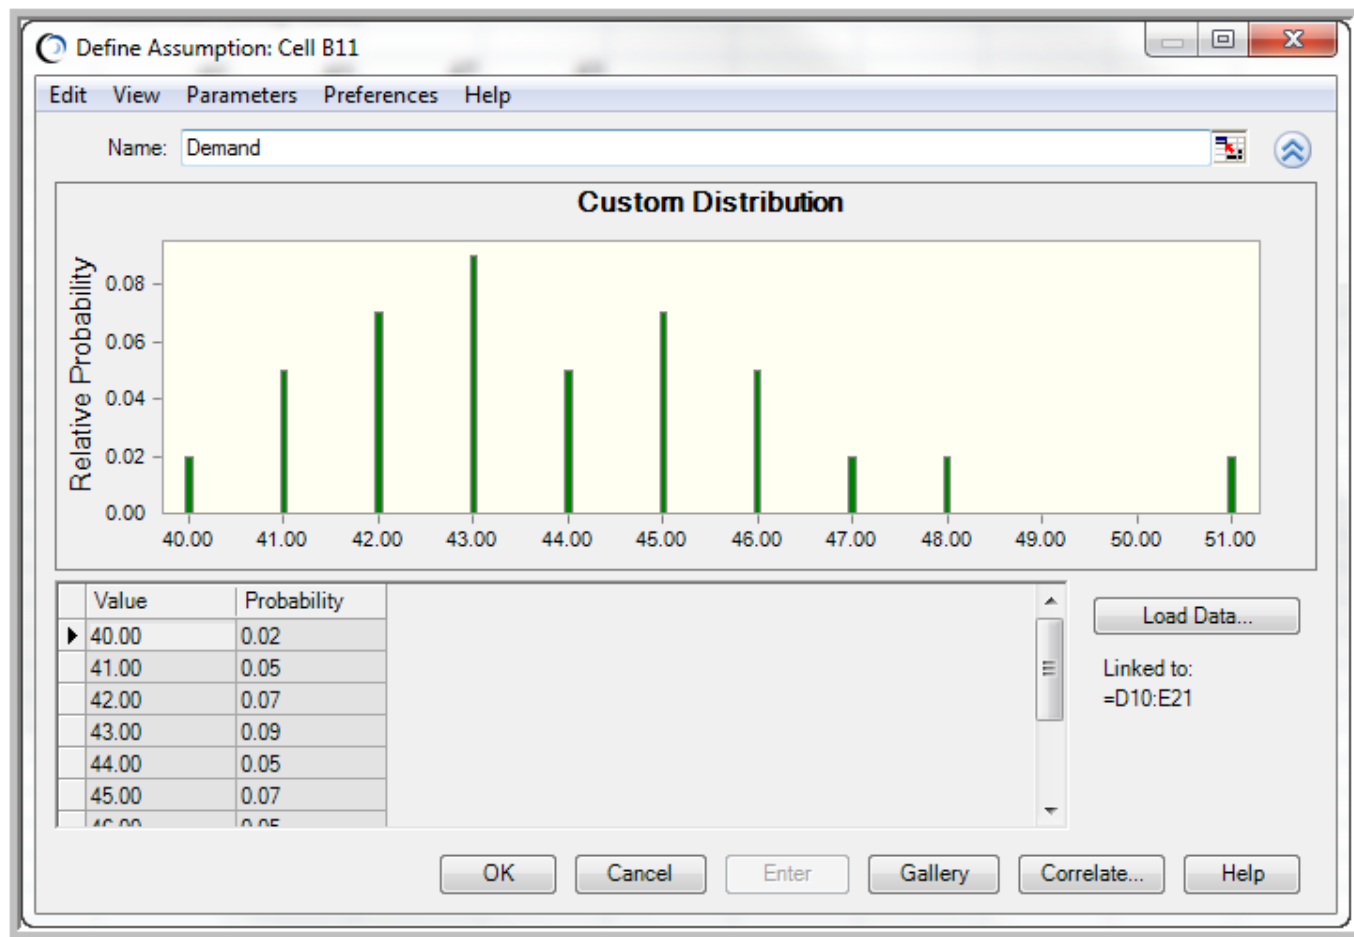 Define Assumption: Cell B11
Edit View Parameters Preferences Help
Name: Demand
Custom Distribution
Relative Probability
0.08
0.06
0.04
0.02
0.00
40.00 41.00 42.00 43.00 44.00 45.00 46.00 47.00 48.00 49.00 50.00 51.00
Value Probability
40.00 0.02
41.00 0.05
42.00 0.07
43.00 0.09
44.00 0.05
45.00 0.07
46.00 0.05
Load Data...
Linked to:
=D10:E21
OK Cancel Enter Gallery Correlate... Help